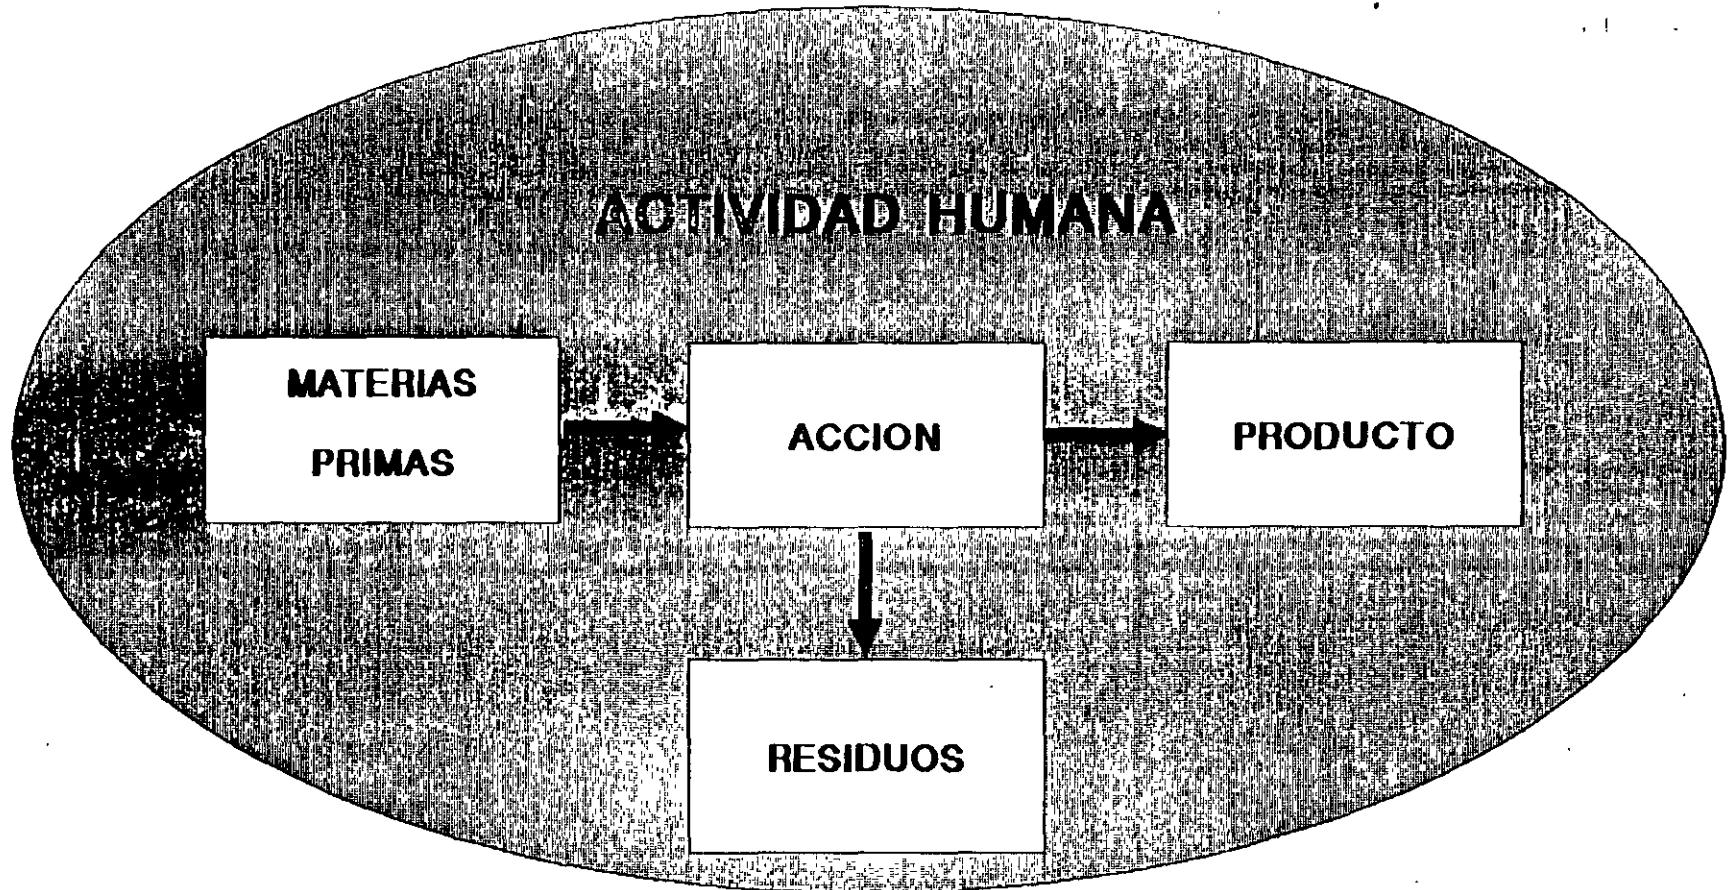 ACTIVIDAD HUMANA
MATERIAS
PRIMAS
ACCION
PRODUCTO
RESIDUOS